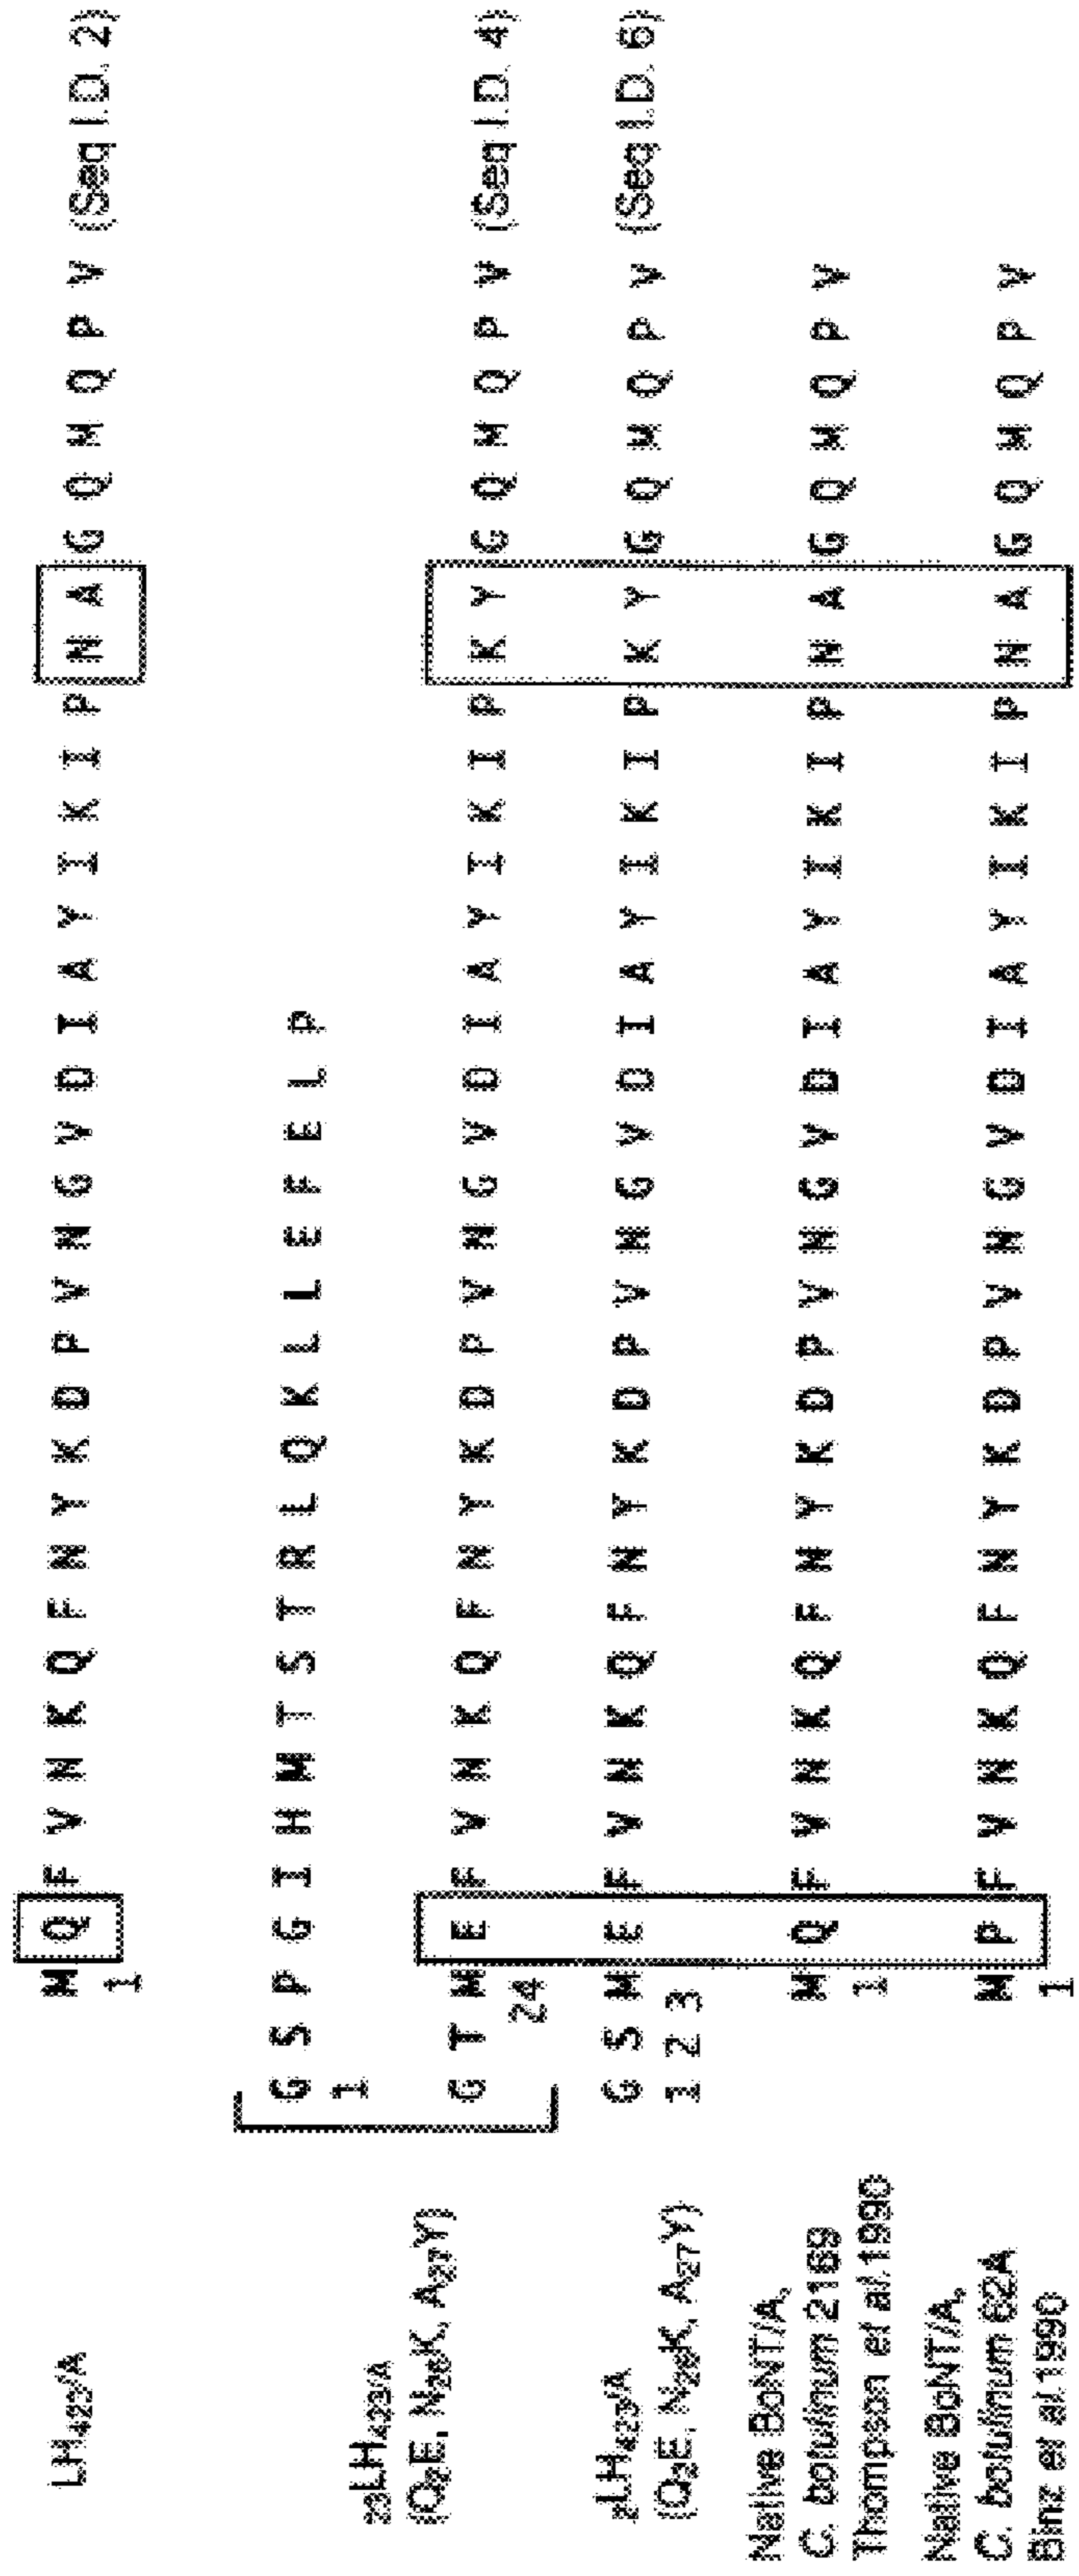 LH423/A
M Q F V N K Q F N Y K D P V N G V D I A Y I K I P N A G Q M Q P V (Seq I.D. 2)
1
23LH423/A
(Q2E, N26K, A27Y)
G S P G I H M T S T R L Q K L L E F E L P
1
G T M E F V N K Q F N Y K D P V N G V D I A Y I K I P K Y G Q M Q P V (Seq I.D. 4)
24
2LH423/A
(Q2E, N26K, A27Y)
G S M E F V N K Q F N Y K D P V N G V D I A Y I K I P K Y G Q M Q P V (Seq I.D. 6)
1 2 3
Native BoNT/A,
C. botulinum 2169
Thompson et al.1990
M Q F V N K Q F N Y K D P V N G V D I A Y I K I P N A G Q M Q P V
1
Native BoNT/A,
C. botulinum 62A
Binz et al.1990
M P F V N K Q F N Y K D P V N G V D I A Y I K I P N A G Q M Q P V
1